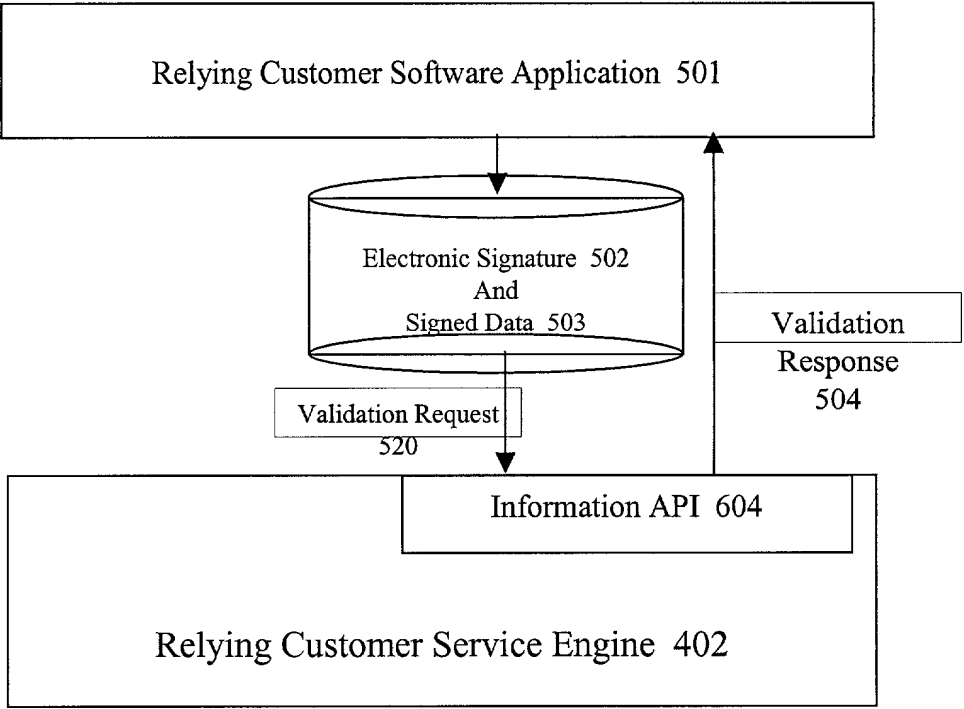 Relying Customer Software Application 501
Electronic Signature 502
And
Signed Data 503
Validation
Response
504
Validation Request
520
Information API 604
Relying Customer Service Engine 402